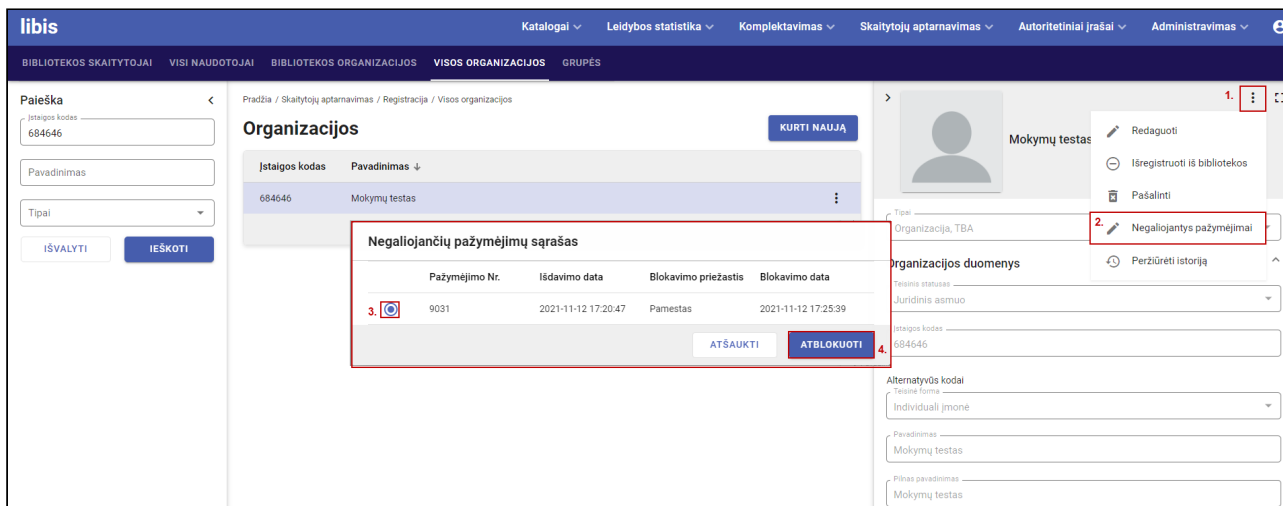 libis
Katalogai Leidybos statistika Komplektavimas Skaitytojų aptarnavimas Autoritetiniai įrašai Administravimas
BIBLIOTEKOS SKAITYTOJAI VISI NAUDOTOJAI BIBLIOTEKOS ORGANIZACIJOS VISOS ORGANIZACIJOS GRUPĖS
Paieška
Įstaigos kodas
684646
Pavadinimas
Tipai
IŠVALYTI IEŠKOTI
Pradžia / Skaitytojų aptarnavimas / Registracija / Visos organizacijos
Organizacijos
KURTI NAUJĄ
Įstaigos kodas Pavadinimas
684646 Mokymų testas
Negaliojančių pažymėjimų sąrašas
Pažymėjimo Nr. Išdavimo data Blokavimo priežastis Blokavimo data
3. 9031 2021-11-12 17:20:47 Pamestas 2021-11-12 17:25:39
ATŠAUKTI ATBLOKUOTI 4.
1.
Mokymų testas
Redaguoti
Išregistruoti iš bibliotekos
Pašalinti
2. Negaliojantys pažymėjimai
Peržiūrėti istoriją
Tipai
Organizacija, TBA
Organizacijos duomenys
Teisinis statusas
Juridinis asmuo
Įstaigos kodas
684646
Alternatyvūs kodai
Teisinė forma
Individuali įmonė
Pavadinimas
Mokymų testas
Pilnas pavadinimas
Mokymų testas